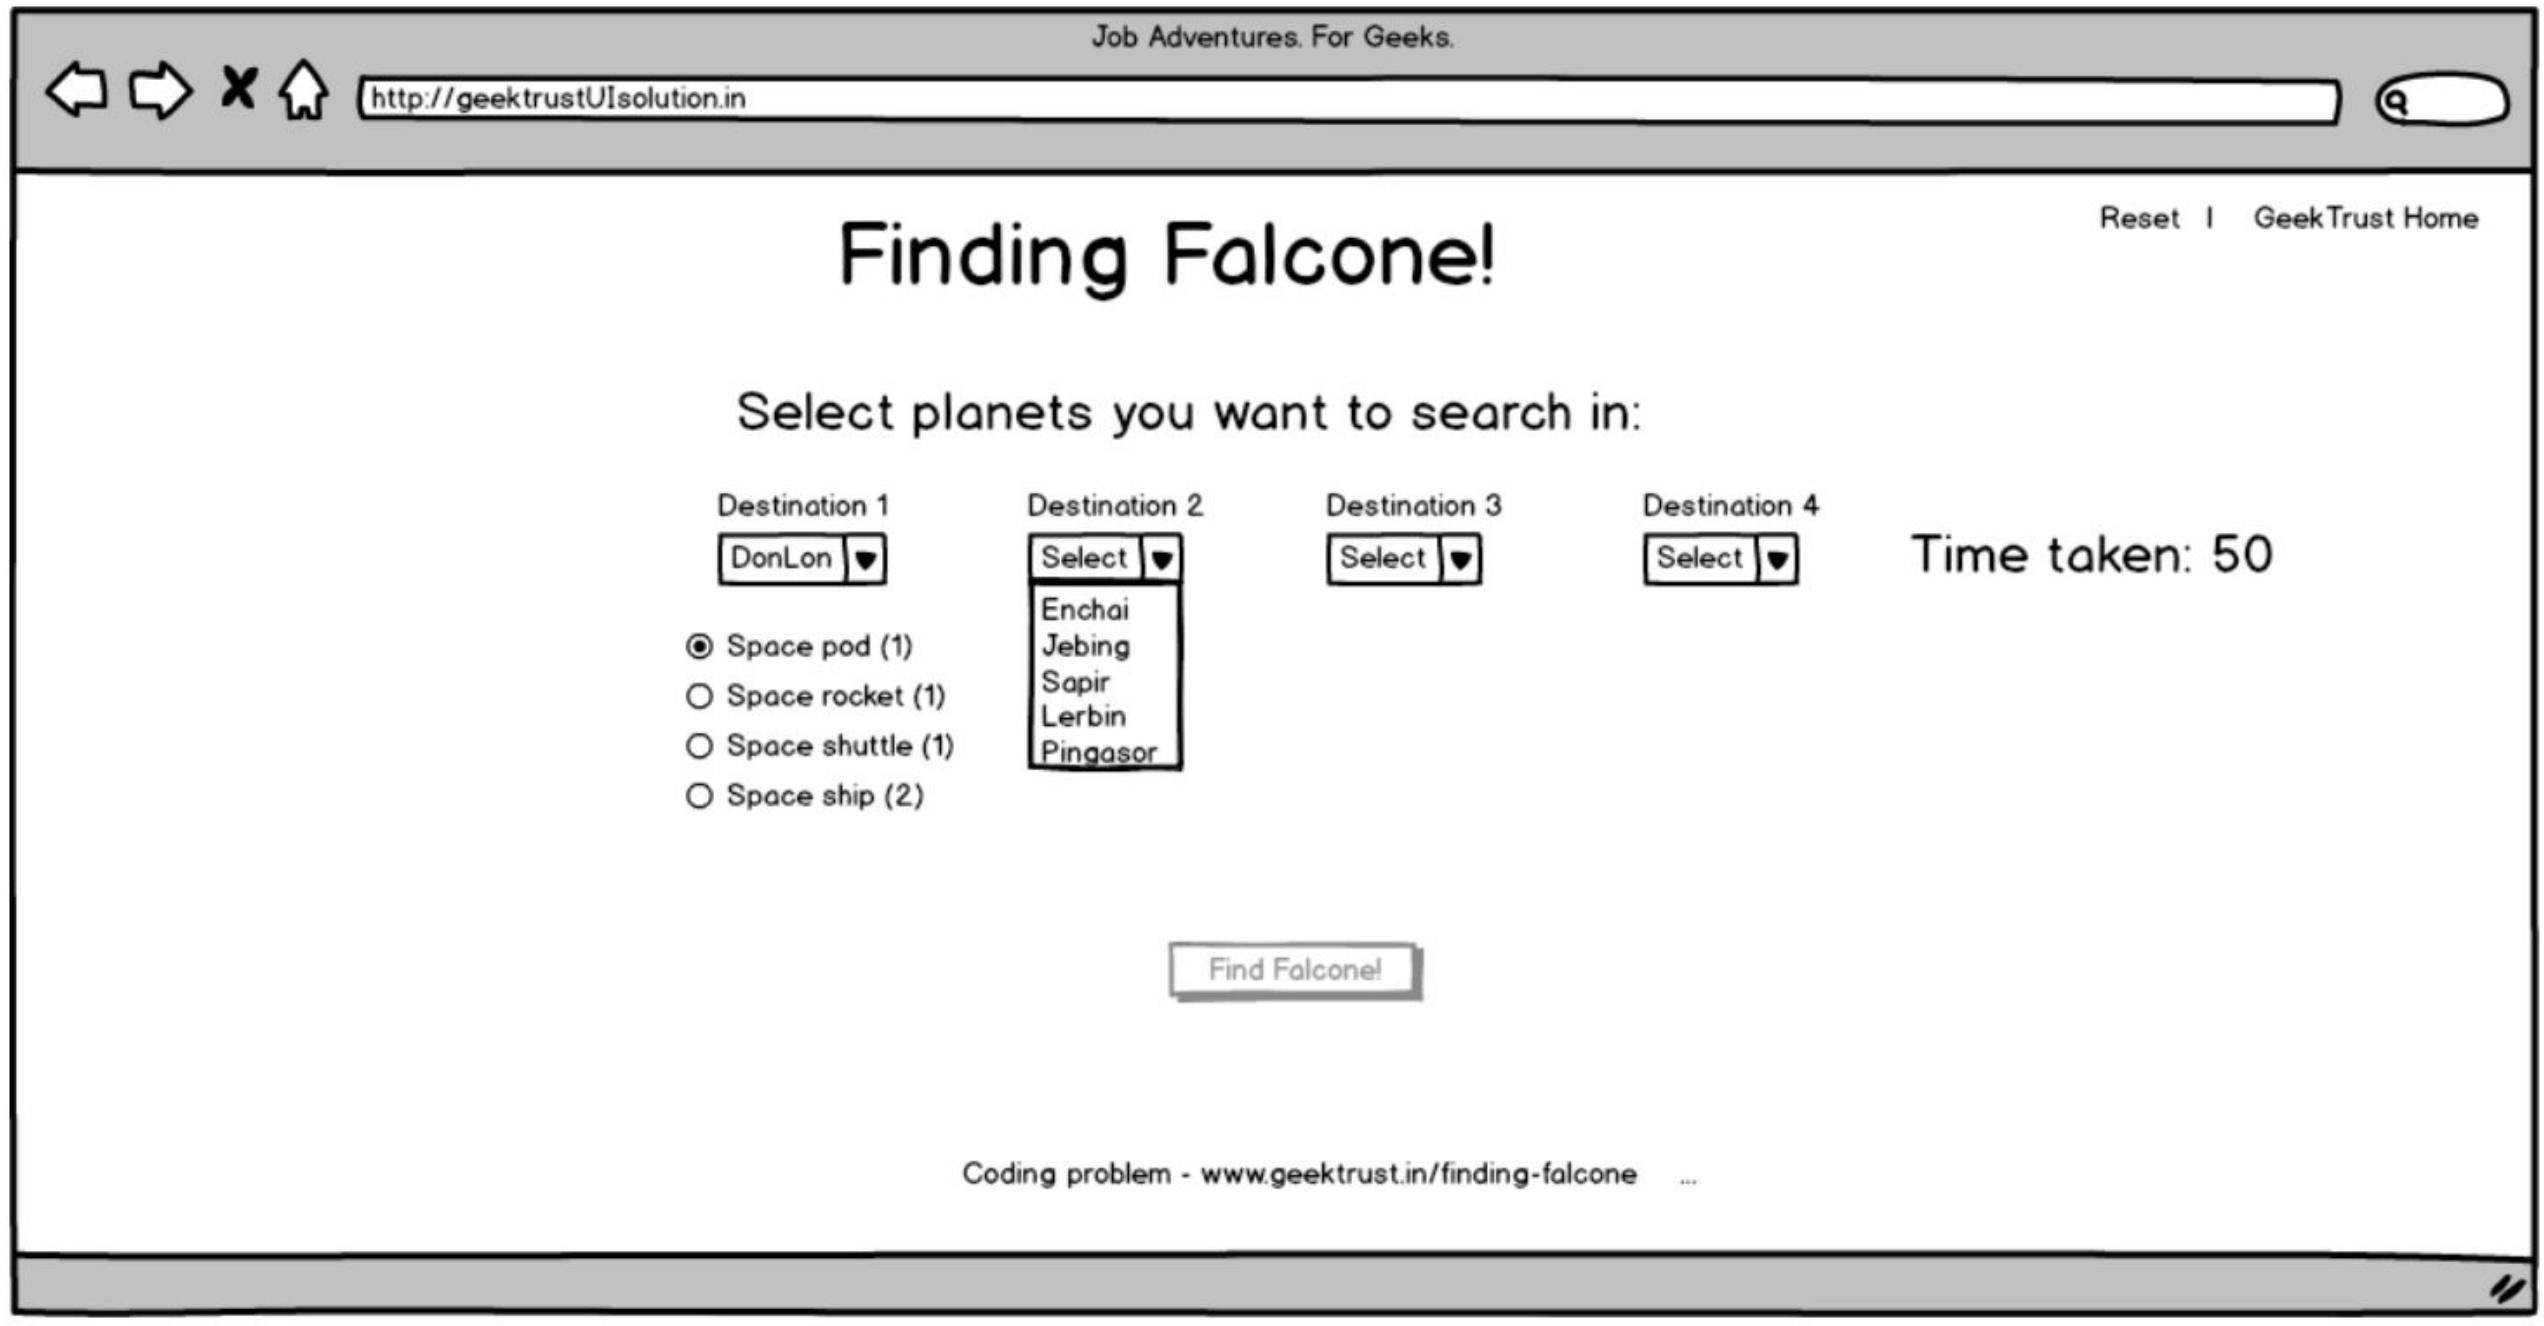 Job Adventures. For Geeks.
http://geektrustUIsolution.in
Reset | GeekTrust Home
Finding Falcone!
Select planets you want to search in:
Destination 1 Destination 2 Destination 3 Destination 4
DonLon Select Select Select Time taken: 50
Enchai
Jebing
Sapir
Lerbin
Pingasor
Space pod (1)
Space rocket (1)
Space shuttle (1)
Space ship (2)
Find Falcone!
Coding problem - www.geektrust.in/finding-falcone ...